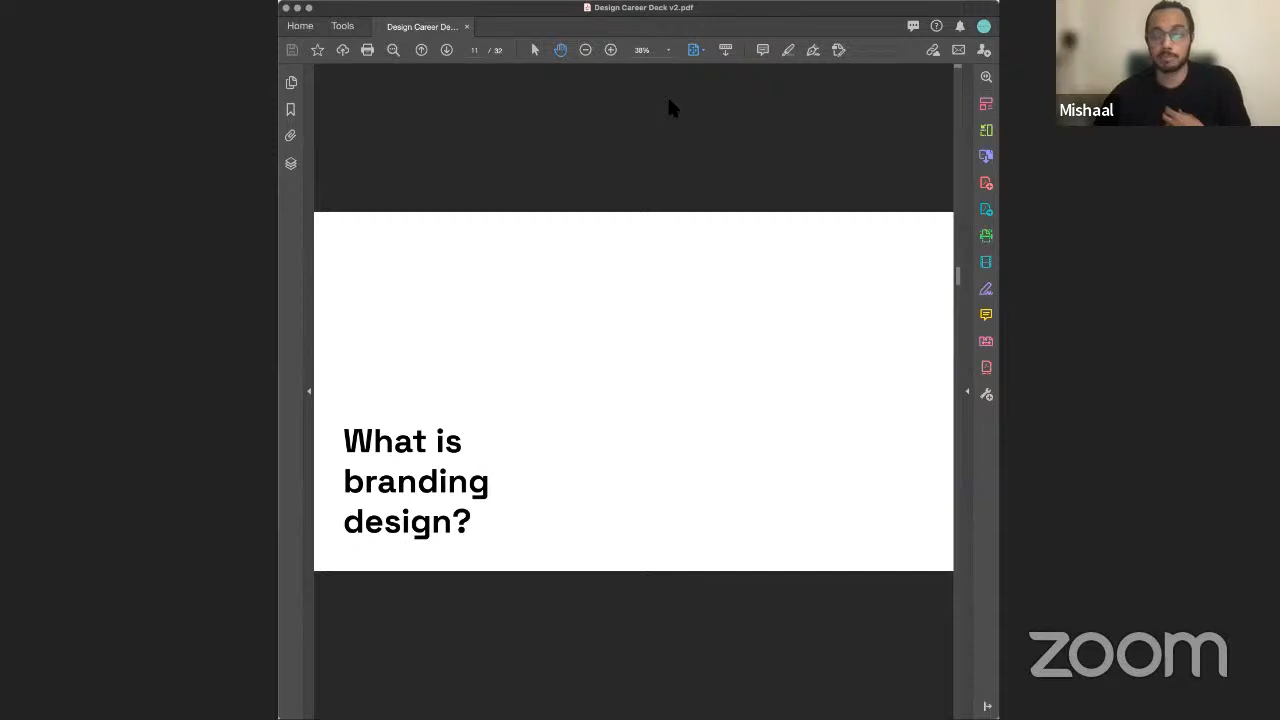 Design Career Deck v2.pdf
Home
Tools
Design Career De... ×
11 / 32
38%
Mishaal
What is
branding
design?
zoom